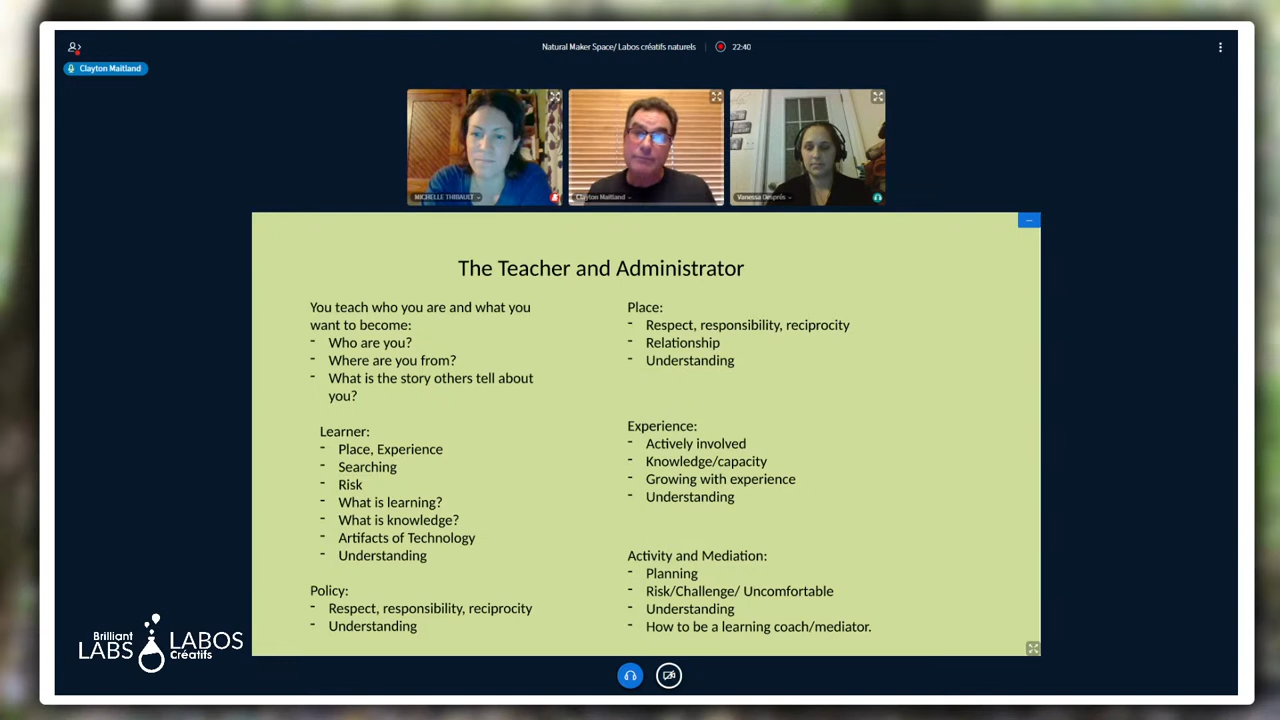 Natural Maker Space/ Labos créatifs naturels
22:40
Clayton Maitland
MICHELLE THIBAULT
Clayton Maitland
Vanessa Després
The Teacher and Administrator
You teach who you are and what you
want to become:
- Who are you?
- Where are you from?
- What is the story others tell about
you?
Learner:
- Place, Experience
- Searching
- Risk
- What is learning?
- What is knowledge?
- Artifacts of Technology
- Understanding
Policy:
- Respect, responsibility, reciprocity
- Understanding
Place:
- Respect, responsibility, reciprocity
- Relationship
- Understanding
Experience:
- Actively involved
- Knowledge/capacity
- Growing with experience
- Understanding
Activity and Mediation:
- Planning
- Risk/Challenge/ Uncomfortable
- Understanding
- How to be a learning coach/mediator.
Brilliant
LABS
LABOS
Créatifs